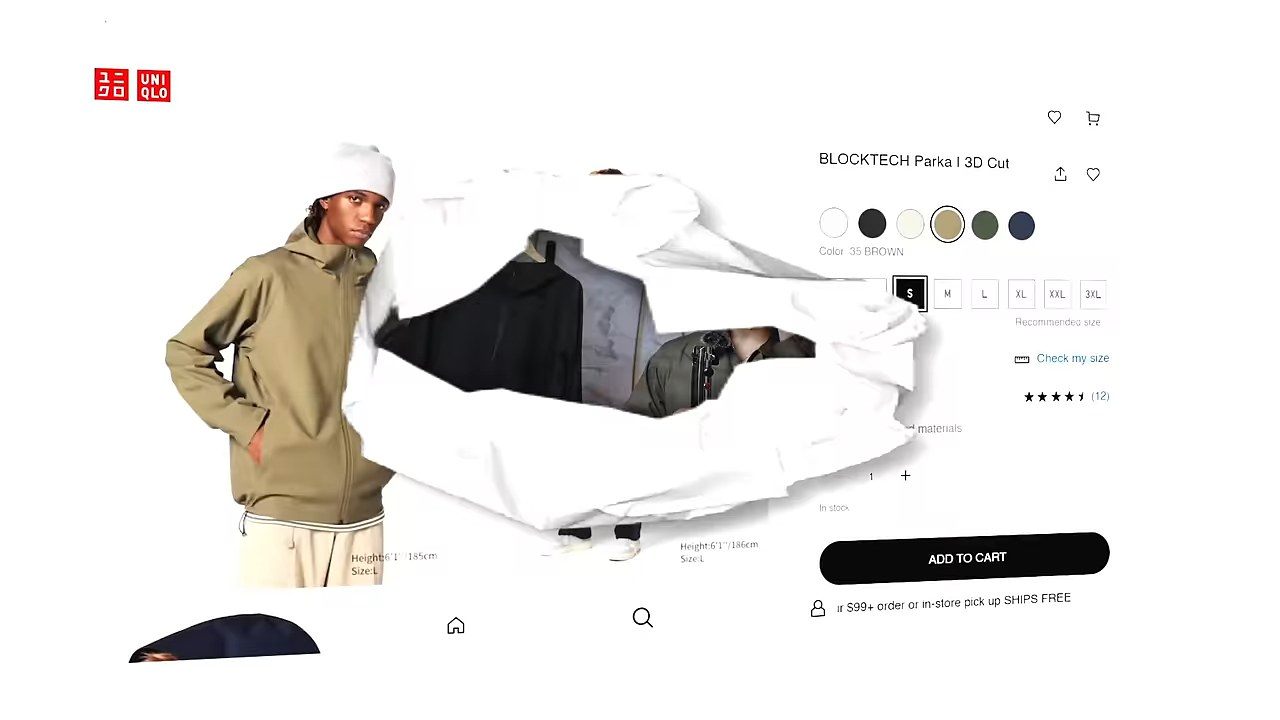 ユニ
クロ
UNI
QLO
BLOCKTECH Parka | 3D Cut
Color 35 BROWN
S
M
L
XL
XXL
3XL
Recommended size
Check my size
(12)
materials
1
In stock
Height:6'1''/185cm
Size:L
Height:6'1''/186cm
Size:L
ADD TO CART
$99+ order or in-store pick up SHIPS FREE